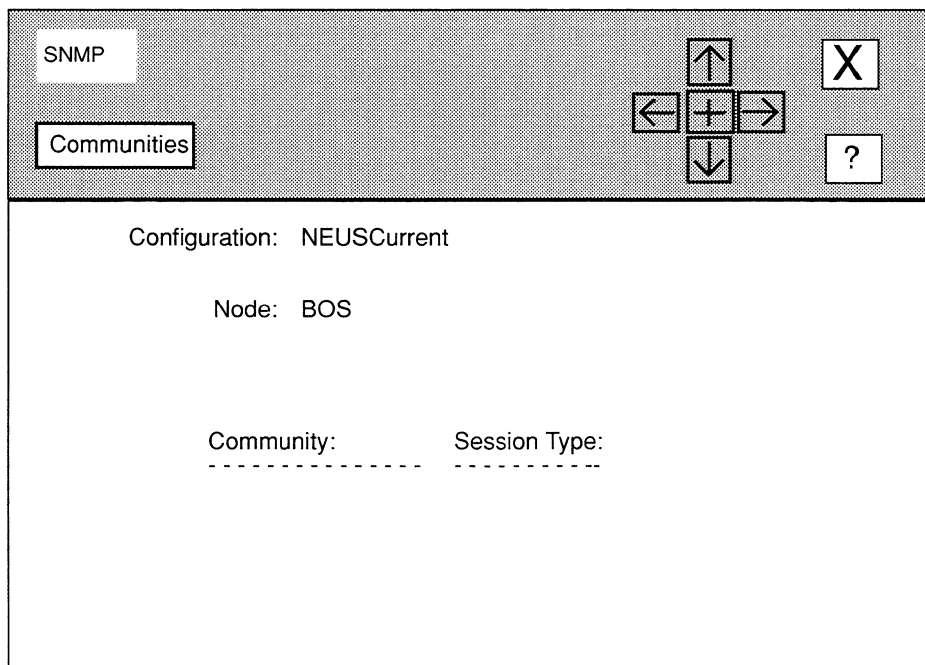 SNMP
X
Communities
?
Configuration: NEUSCurrent
Node: BOS
Community: Session Type: